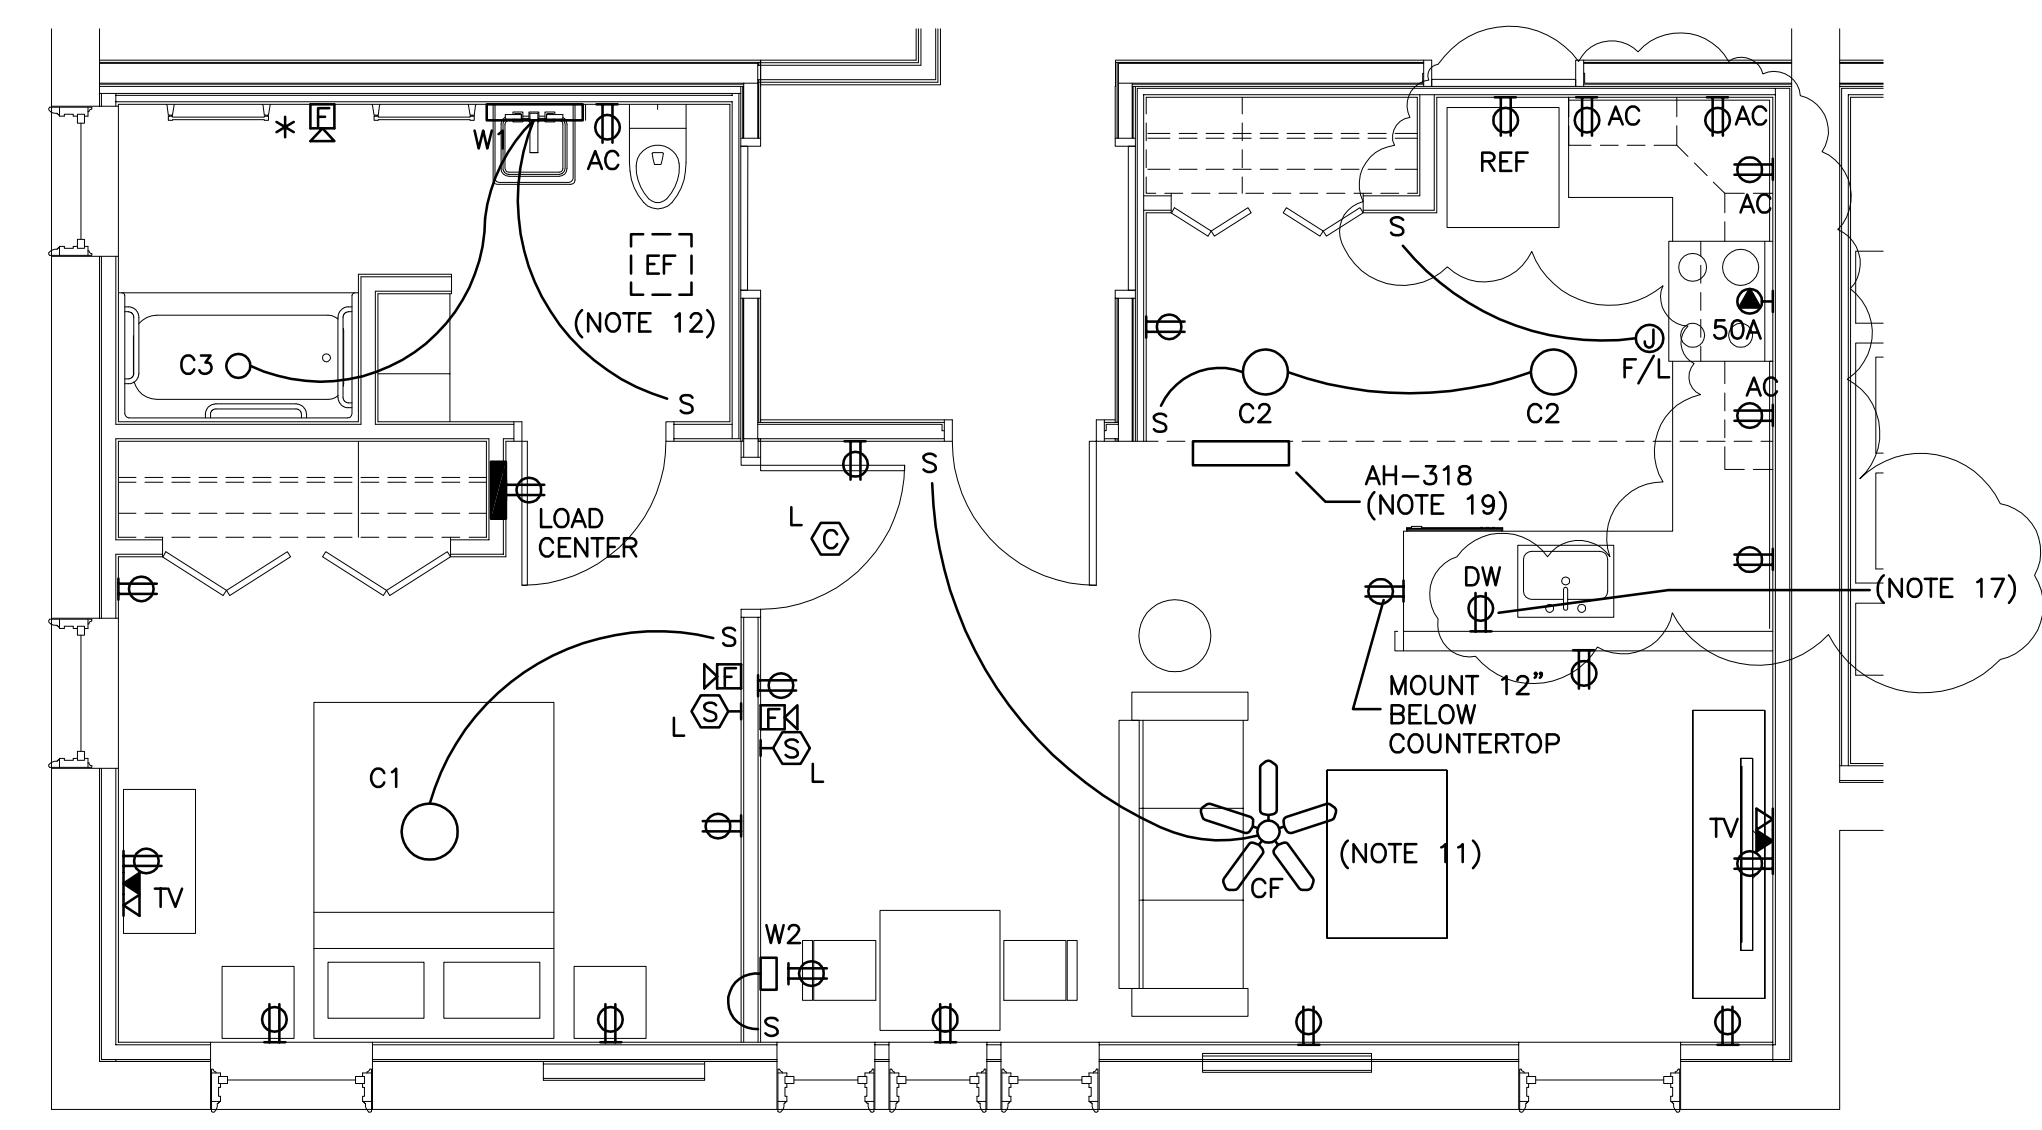 *
F
W1
AC
REF
AC
AC
AC
S
EF
(NOTE 12)
C3
S
50A
J
F/L
AC
C2
C2
S
S
AH-318
(NOTE 19)
LOAD
CENTER
L
C
DW
(NOTE 17)
S
F
S
L
F
S
L
MOUNT 12”
BELOW
COUNTERTOP
C1
TV
(NOTE 11)
CF
TV
W2
S